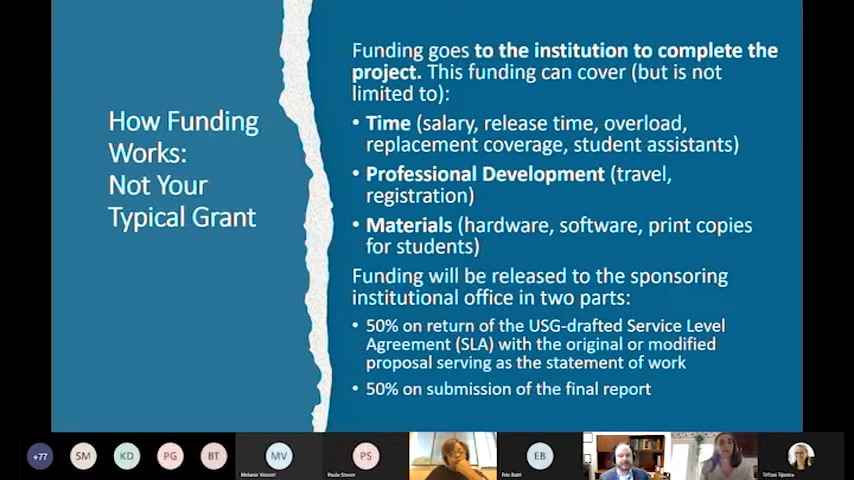 How Funding
Works:
Not Your
Typical Grant
Funding goes to the institution to complete the
project. This funding can cover (but is not
limited to):
• Time (salary, release time, overload,
replacement coverage, student assistants)
• Professional Development (travel,
registration)
• Materials (hardware, software, print copies
for students)
Funding will be released to the sponsoring
institutional office in two parts:
• 50% on return of the USG-drafted Service Level
Agreement (SLA) with the original or modified
proposal serving as the statement of work
• 50% on submission of the final report
+77
SM
KD
PG
BT
MV
PS
EB
Melanie Vincent
Paula Stover